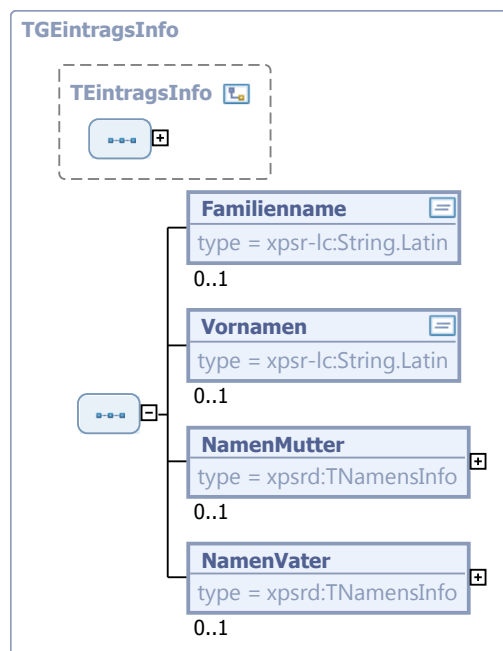 TGEintragsInfo
TEintragsInfo
Familienname
type = xpsr-lc:String.Latin
0..1
Vornamen
type = xpsr-lc:String.Latin
0..1
NamenMutter
type = xpsrd:TNamensInfo
0..1
NamenVater
type = xpsrd:TNamensInfo
0..1